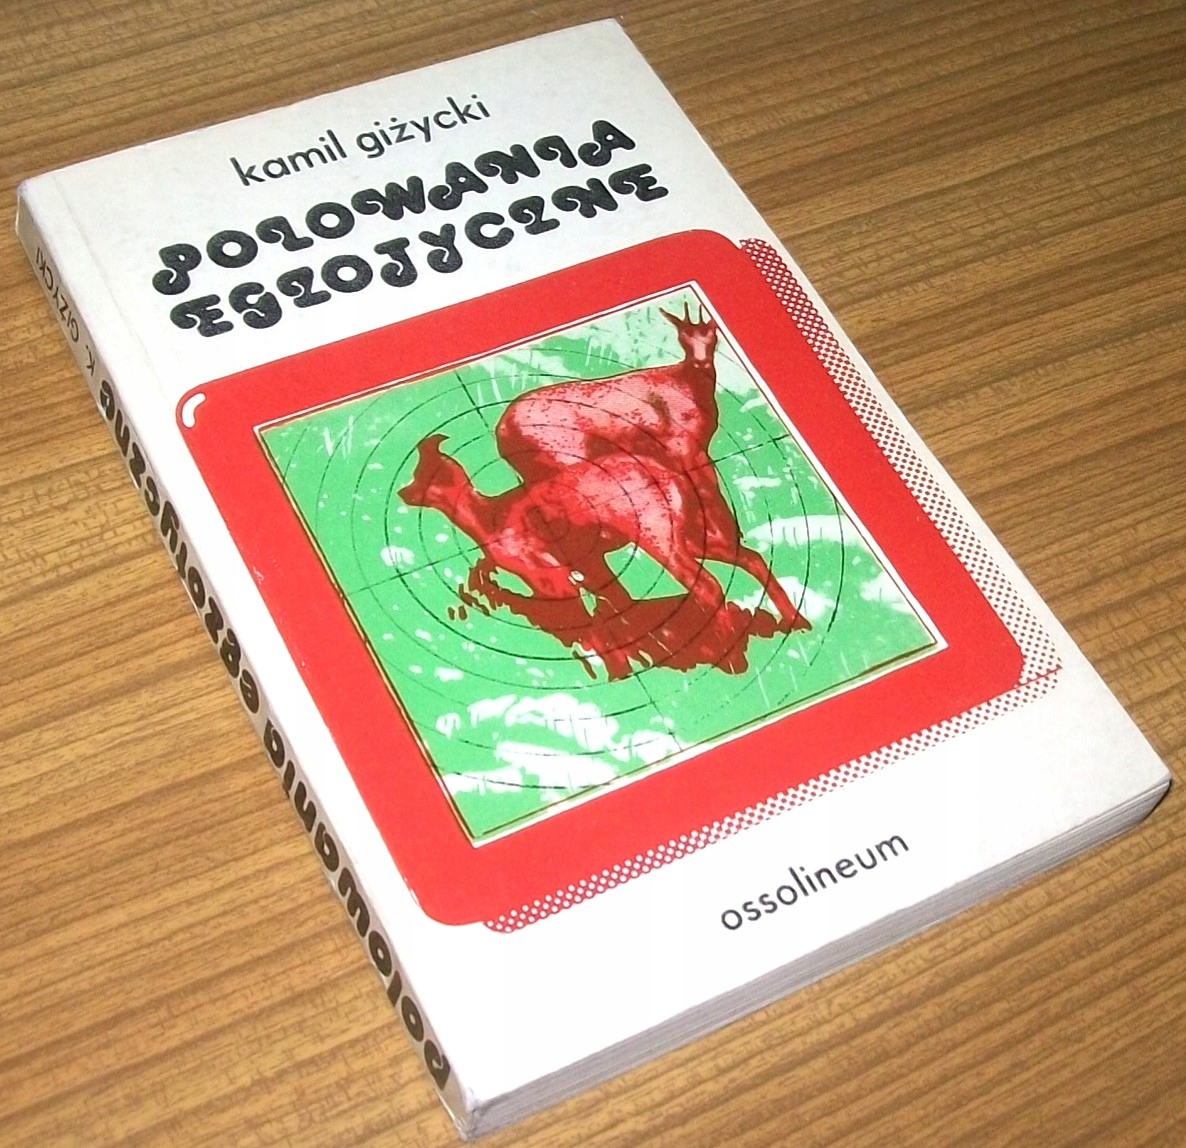 kamil giżycki
POLOWANIA
EGZOTYCZNE
ossolineum
polowania egzotyczne K. GIŻYCKI